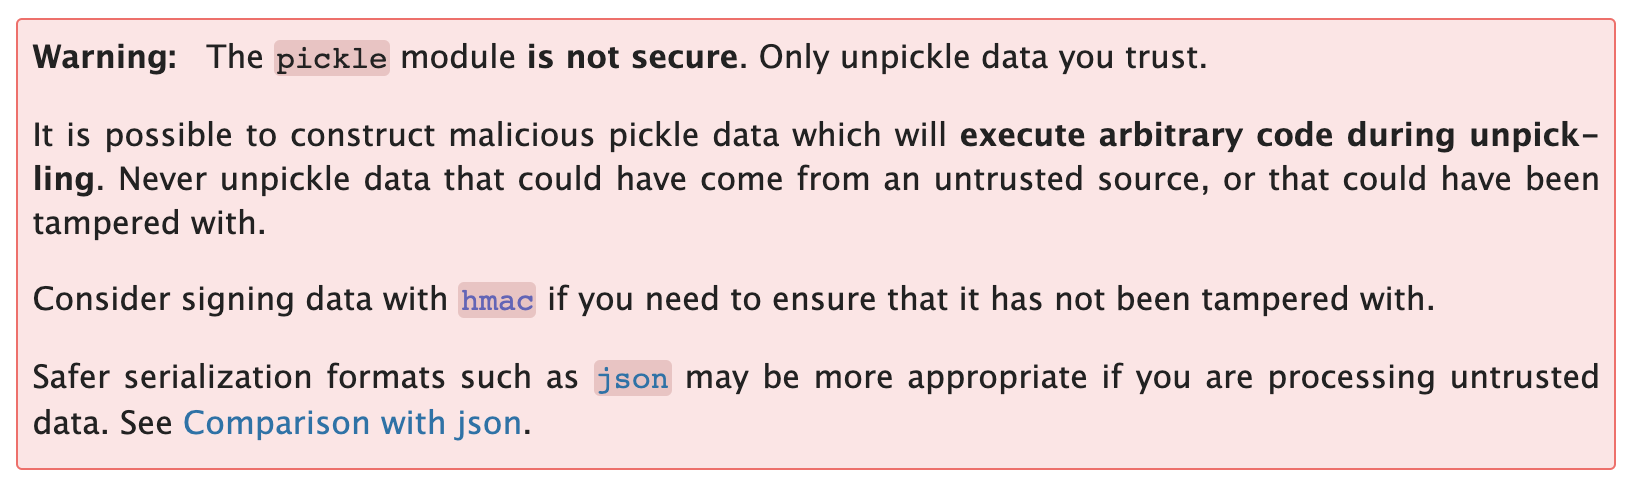 Warning: The pickle module is not secure. Only unpickle data you trust.
It is possible to construct malicious pickle data which will execute arbitrary code during unpick-
ling. Never unpickle data that could have come from an untrusted source, or that could have been
tampered with.
Consider signing data with hmac if you need to ensure that it has not been tampered with.
Safer serialization formats such as json may be more appropriate if you are processing untrusted
data. See Comparison with json.